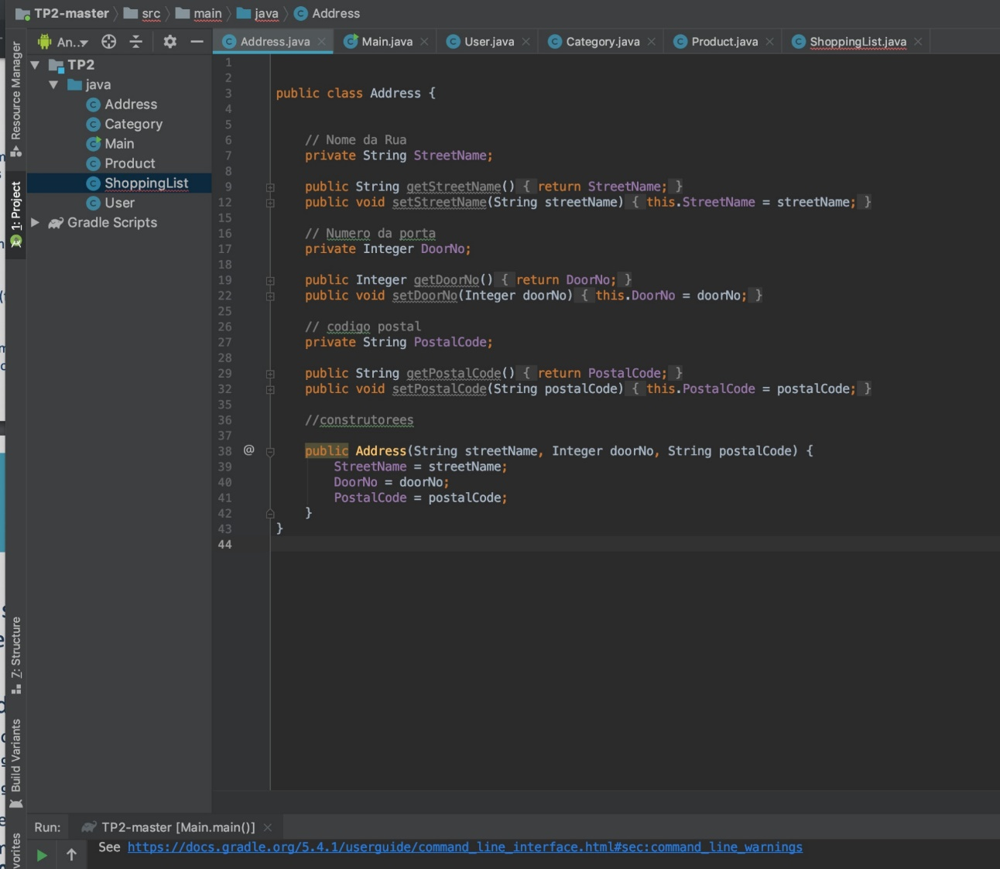 TP2-master src main java Address
An.. Address.java Main.java User.java Category.java Product.java ShoppingList.java
Resource Manager
1: Project
Z: Structure
Build Variants
TP2
java
Address
Category
Main
Product
ShoppingList
User
Gradle Scripts
1
2
3 public class Address {
4
5
6 // Nome da Rua
7 private String StreetName;
8
9 public String getStreetName() { return StreetName; }
12 public void setStreetName(String streetName) { this.StreetName = streetName; }
15
16 // Numero da porta
17 private Integer DoorNo;
18
19 public Integer getDoorNo() { return DoorNo; }
22 public void setDoorNo(Integer doorNo) { this.DoorNo = doorNo; }
25
26 // codigo postal
27 private String PostalCode;
28
29 public String getPostalCode() { return PostalCode; }
32 public void setPostalCode(String postalCode) { this.PostalCode = postalCode; }
35
36 //construtorees
37
38 @ public Address(String streetName, Integer doorNo, String postalCode) {
39 StreetName = streetName;
40 DoorNo = doorNo;
41 PostalCode = postalCode;
42 }
43 }
44
Run: TP2-master [Main.main()]
See https://docs.gradle.org/5.4.1/userguide/command_line_interface.html#sec:command_line_warnings